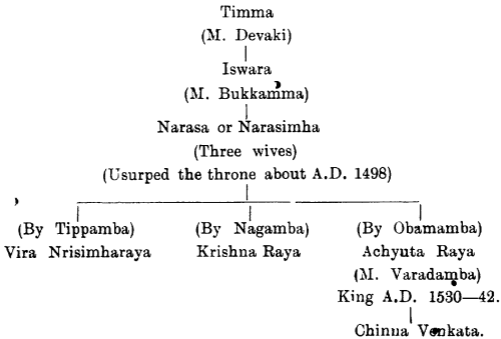 Timma
(M. Devaki)
Iswara
(M. Bukkamma)
Narasa or Narasimha
(Three wives)
(Usurped the throne about A.D. 1498)
(By Tippamba) (By Nagamba) (By Obamamba)
Vira Nrisimharaya Krishna Raya Achyuta Raya
(M. Varadamba)
King A.D. 1530—42.
Chinna Venkata.